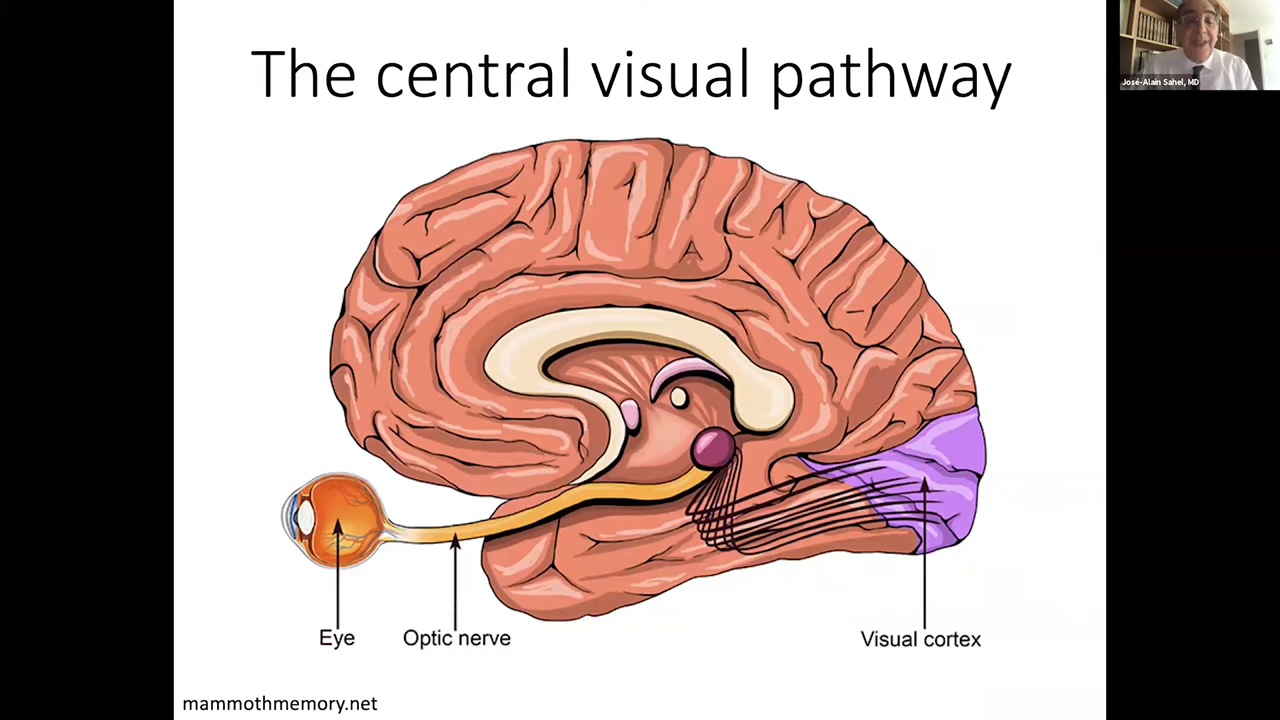 The central visual pathway
José-Alain Sahel, MD
Eye
Optic nerve
Visual cortex
mammothmemory.net